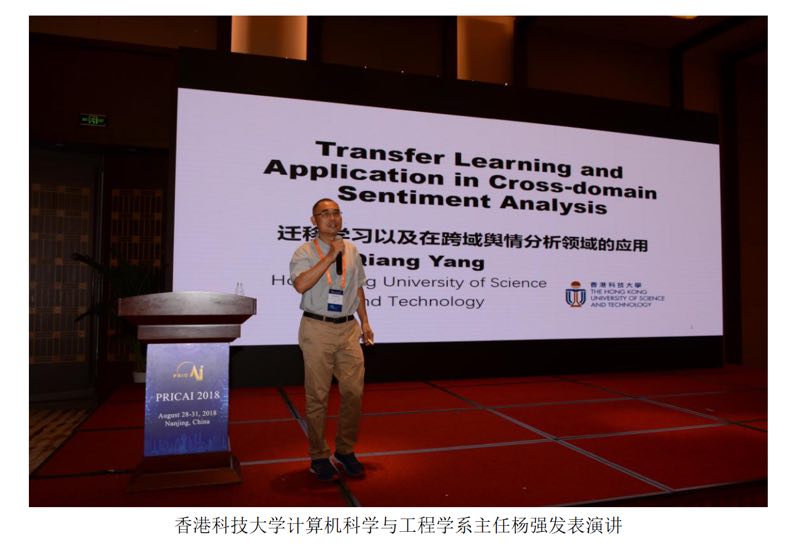 Transfer Learning and
Application in Cross-domain
Sentiment Analysis
迁移学习以及在跨域舆情分析领域的应用
Qiang Yang
Hong Kong University of Science
and Technology
香港科技大學
THE HONG KONG
UNIVERSITY OF SCIENCE
AND TECHNOLOGY
PRICAI
PRICAI 2018
August 28-31, 2018
Nanjing, China
香港科技大学计算机科学与工程学系主任杨强发表演讲